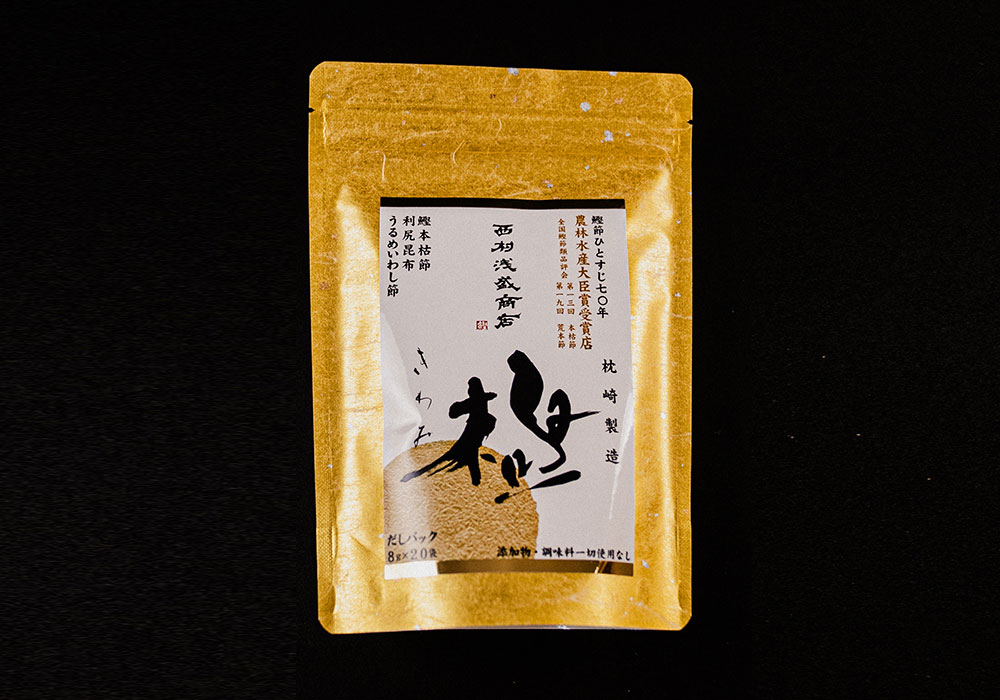 鰹節ひとすじ七〇年
農林水産大臣賞受賞店
全国鰹節類品評会 第一三回 本枯節
第一九回 荒本節
枕崎製造
西村浅盛商店
極
きわみ
鰹本枯節
利尻昆布
うるめいわし節
だしパック
8g×20袋
添加物・調味料一切使用なし